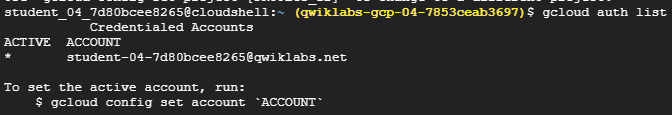 student_04_7d80bcee8265@cloudshell:~ (qwiklabs-gcp-04-7853ceab3697)$ gcloud auth list
Credentialed Accounts
ACTIVE ACCOUNT
* student-04-7d80bcee8265@qwiklabs.net
To set the active account, run:
$ gcloud config set account `ACCOUNT`